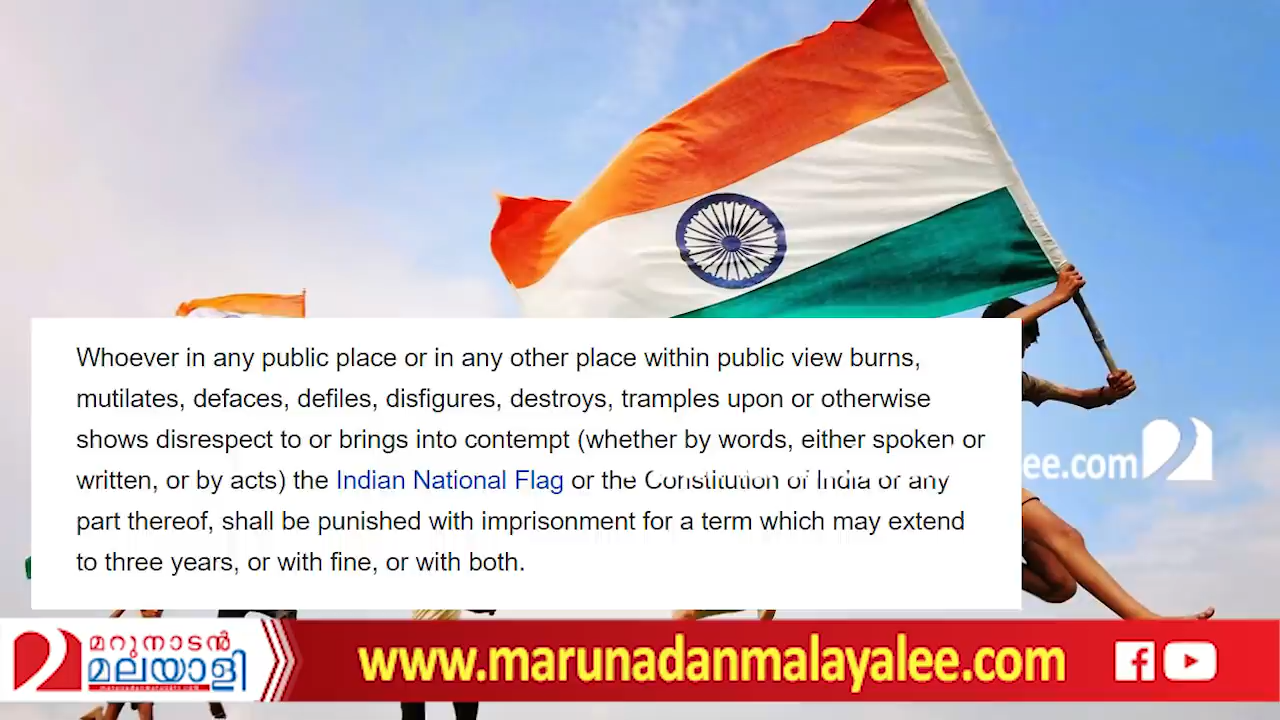 Whoever in any public place or in any other place within public view burns,
mutilates, defaces, defiles, disfigures, destroys, tramples upon or otherwise
shows disrespect to or brings into contempt (whether by words, either spoken or
written, or by acts) the Indian National Flag or the Constitution of India or any
part thereof, shall be punished with imprisonment for a term which may extend
to three years, or with fine, or with both.
ee.com
മറുനാടൻ
മലയാളി
www.marunadanmalayalee.com